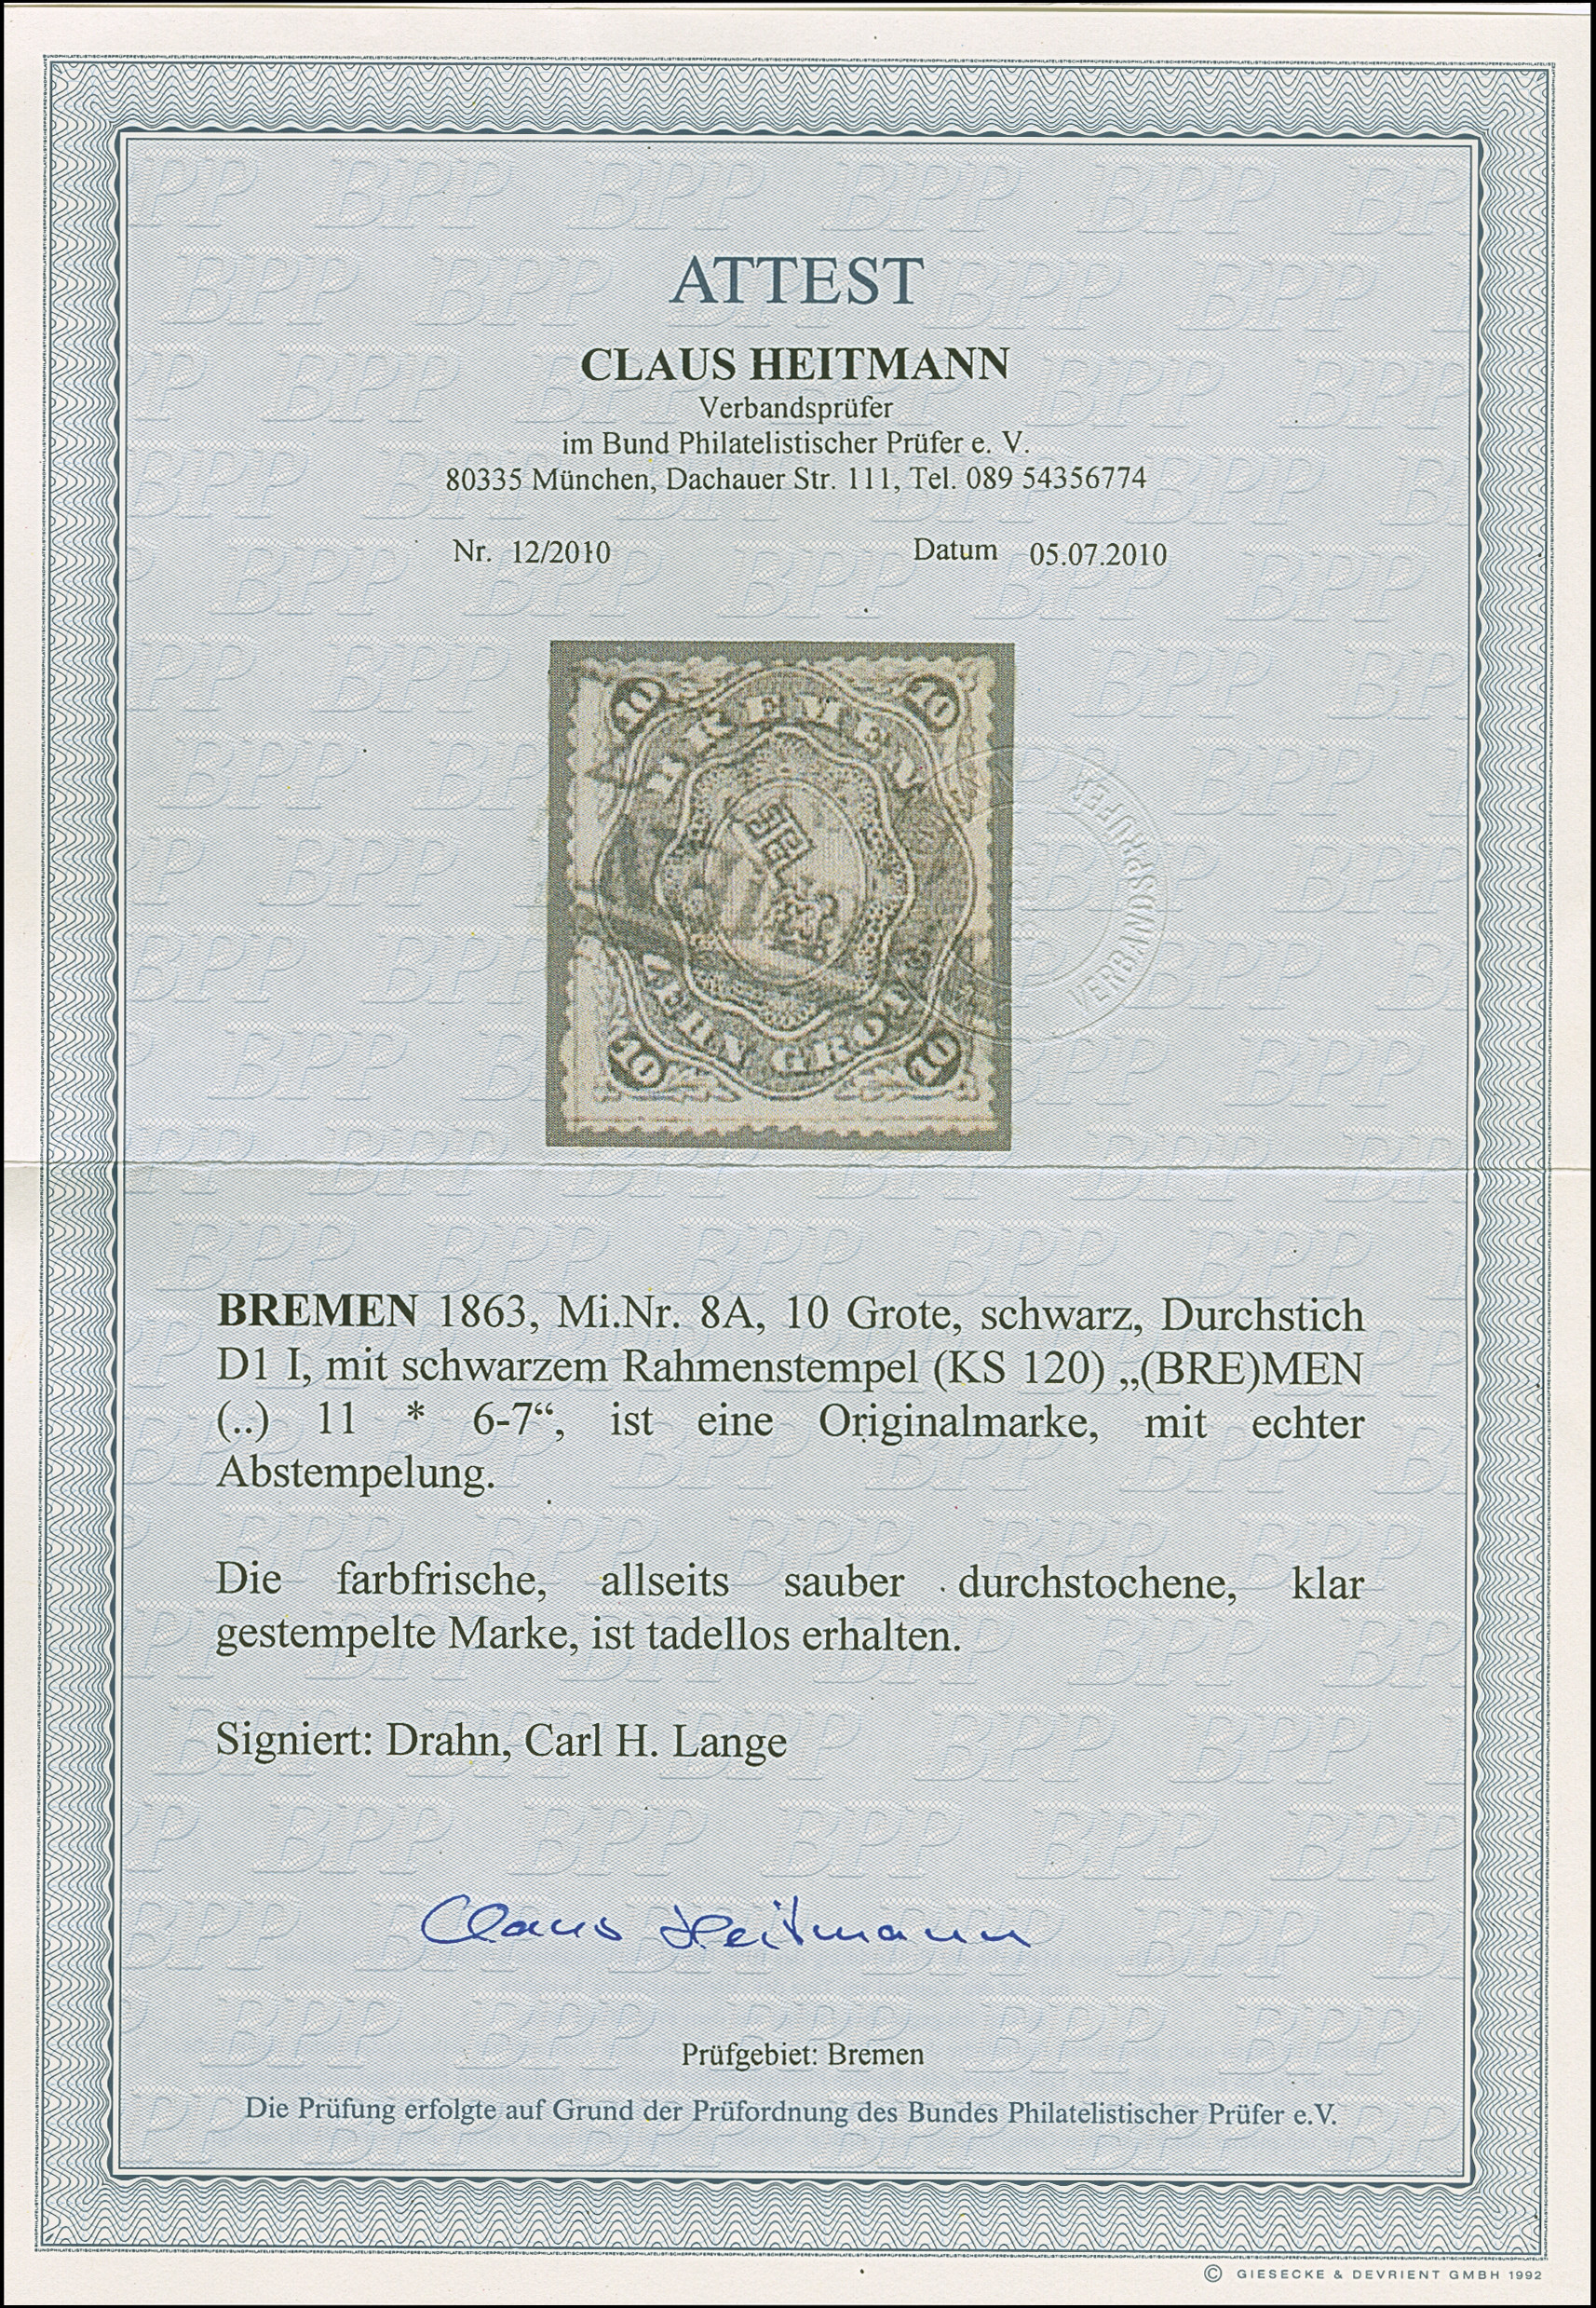 ATTEST
CLAUS HEITMANN
Verbandsprüfer
im Bund Philatelistischer Prüfer e. V.
80335 München, Dachauer Str. 111, Tel. 089 54356774
Nr. 12/2010 Datum 05.07.2010
10 10
BREMEN
ZEHN GROTE
10 10
VERBANDSPRÜFER
BREMEN 1863, Mi.Nr. 8A, 10 Grote, schwarz, Durchstich
D1 I, mit schwarzem Rahmenstempel (KS 120) „(BRE)MEN
(..) 11 * 6-7“, ist eine Originalmarke, mit echter
Abstempelung.
Die farbfrische, allseits sauber durchstochene, klar
gestempelte Marke, ist tadellos erhalten.
Signiert: Drahn, Carl H. Lange
Claus Heitmann
Prüfgebiet: Bremen
Die Prüfung erfolgte auf Grund der Prüfordnung des Bundes Philatelistischer Prüfer e.V.
© GIESECKE & DEVRIENT GMBH 1992